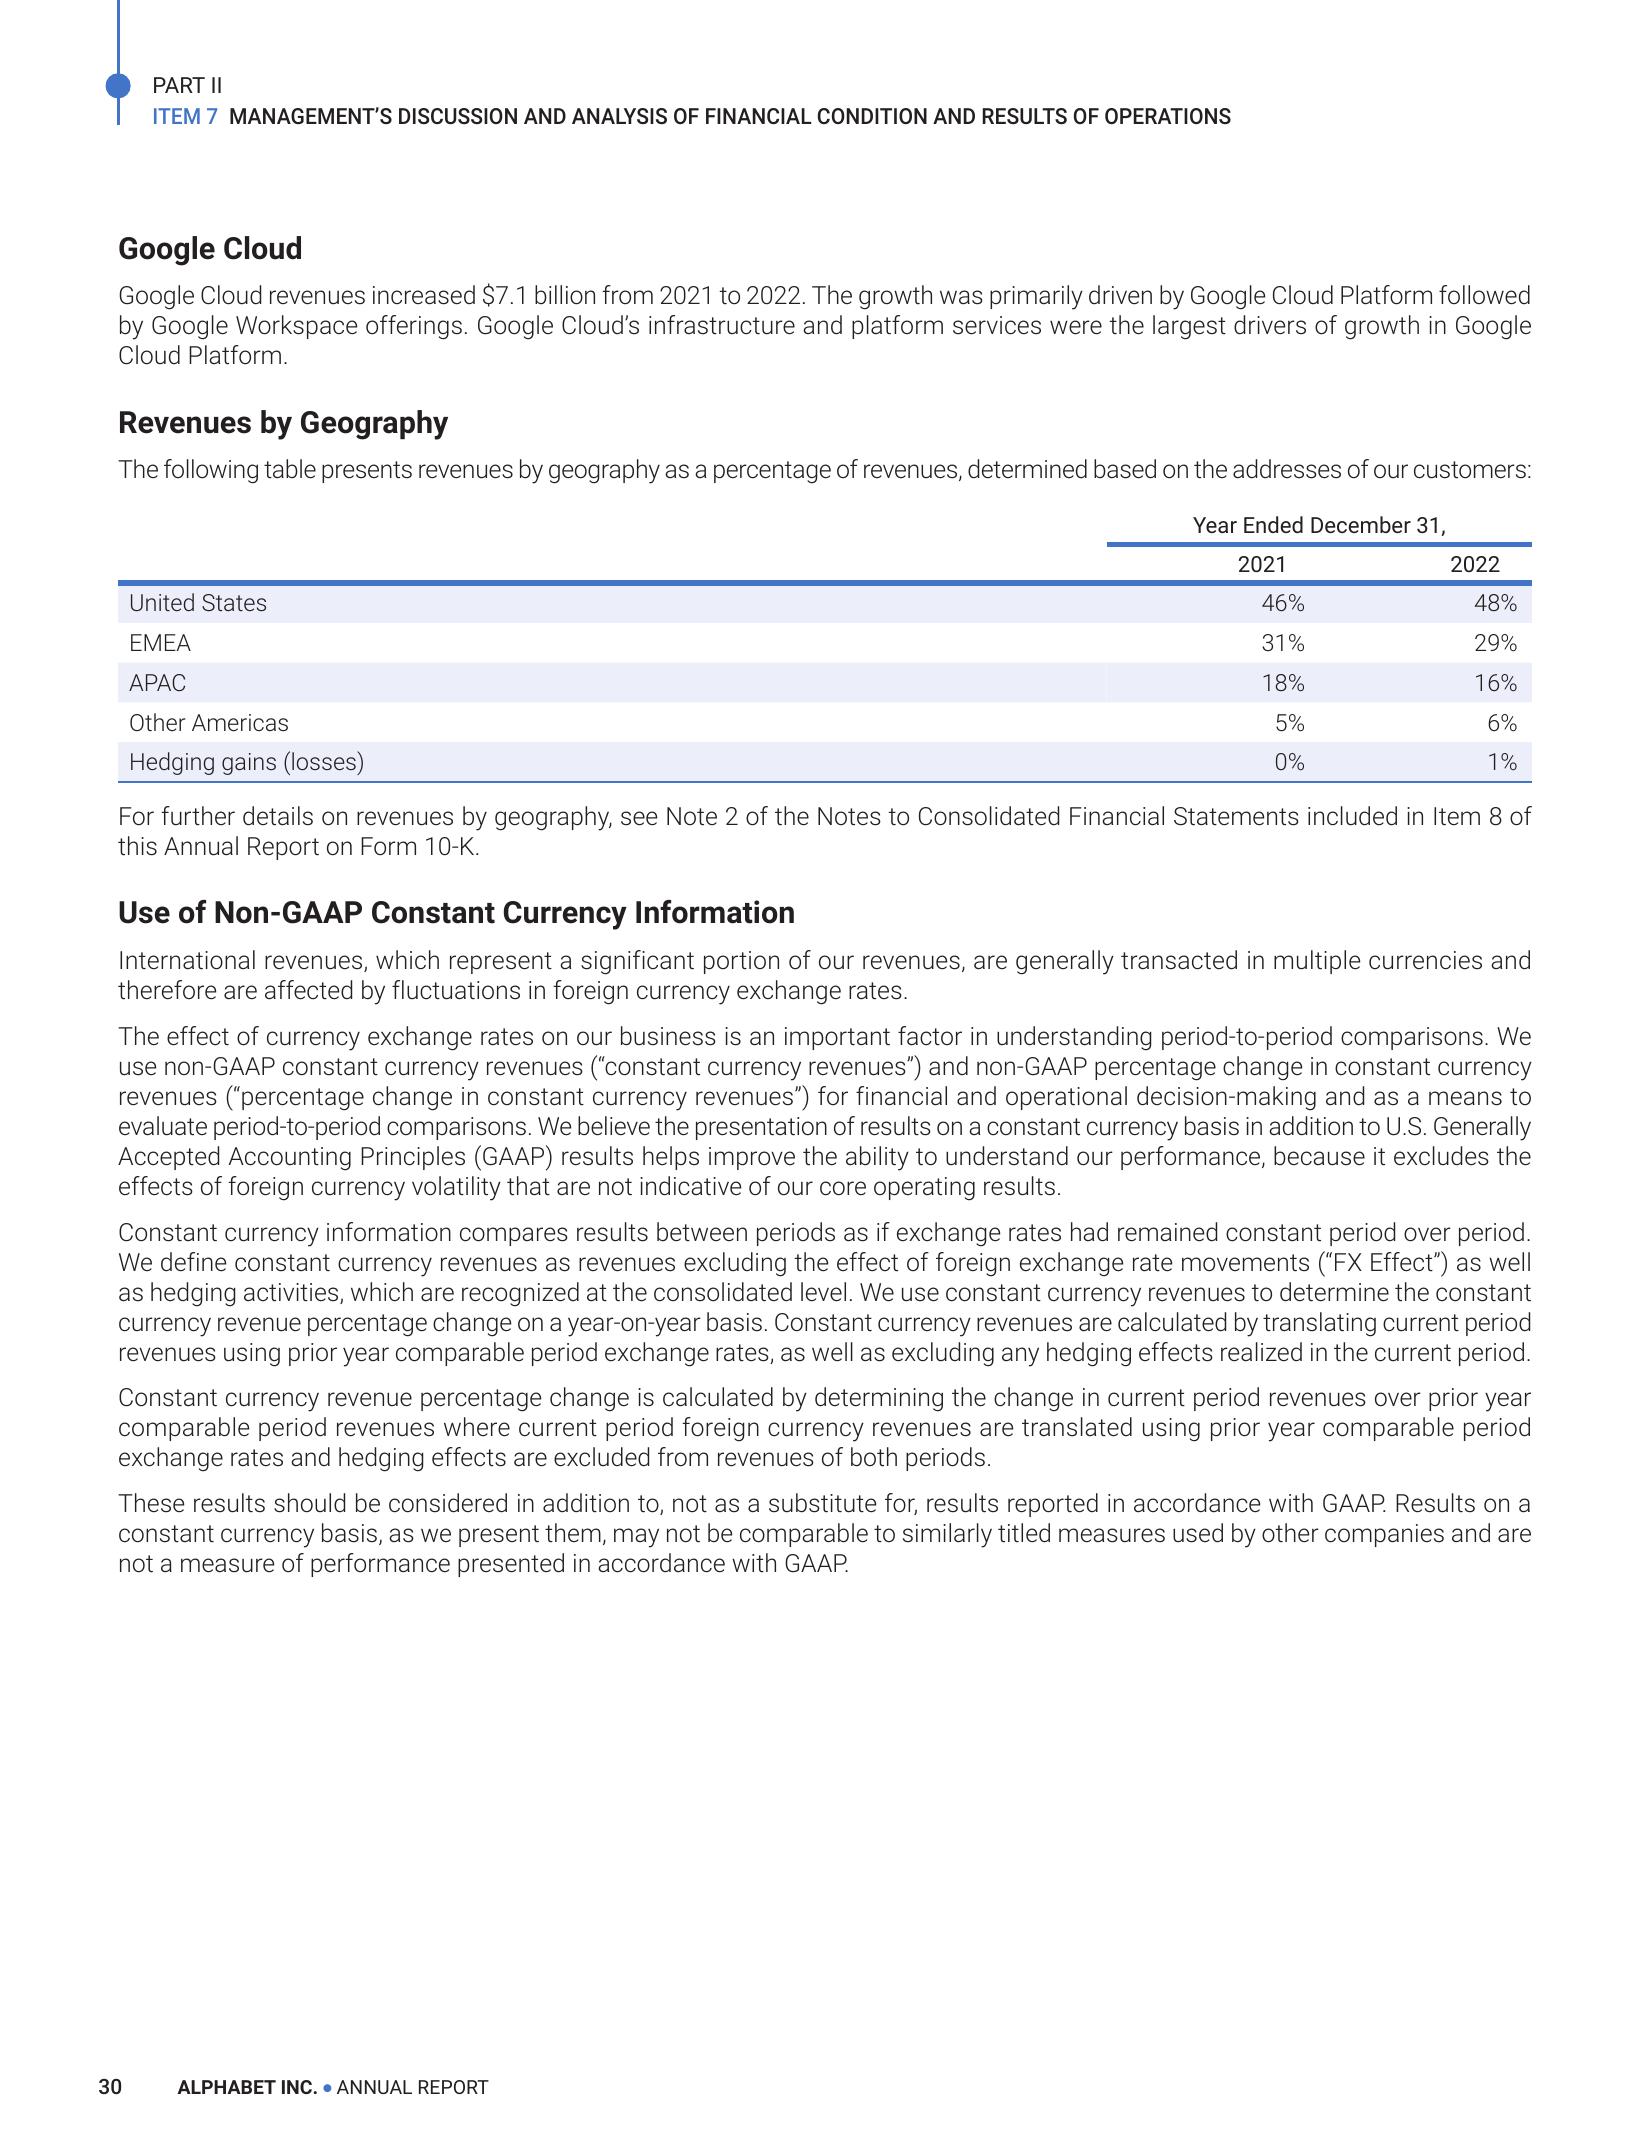 PART II
ITEM 7 MANAGEMENT’S DISCUSSION AND ANALYSIS OF FINANCIAL CONDITION AND RESULTS OF OPERATIONS
Google Cloud
Google Cloud revenues increased $7.1 billion from 2021 to 2022. The growth was primarily driven by Google Cloud Platform followed
by Google Workspace offerings. Google Cloud’s infrastructure and platform services were the largest drivers of growth in Google
Cloud Platform.
Revenues by Geography
The following table presents revenues by geography as a percentage of revenues, determined based on the addresses of our customers:
Year Ended December 31,
2021 2022
United States 46% 48%
EMEA 31% 29%
APAC 18% 16%
Other Americas 5% 6%
Hedging gains (losses) 0% 1%
For further details on revenues by geography, see Note 2 of the Notes to Consolidated Financial Statements included in Item 8 of
this Annual Report on Form 10-K.
Use of Non-GAAP Constant Currency Information
International revenues, which represent a significant portion of our revenues, are generally transacted in multiple currencies and
therefore are affected by fluctuations in foreign currency exchange rates.
The effect of currency exchange rates on our business is an important factor in understanding period-to-period comparisons. We
use non-GAAP constant currency revenues (“constant currency revenues”) and non-GAAP percentage change in constant currency
revenues (“percentage change in constant currency revenues”) for financial and operational decision-making and as a means to
evaluate period-to-period comparisons. We believe the presentation of results on a constant currency basis in addition to U.S. Generally
Accepted Accounting Principles (GAAP) results helps improve the ability to understand our performance, because it excludes the
effects of foreign currency volatility that are not indicative of our core operating results.
Constant currency information compares results between periods as if exchange rates had remained constant period over period.
We define constant currency revenues as revenues excluding the effect of foreign exchange rate movements (“FX Effect”) as well
as hedging activities, which are recognized at the consolidated level. We use constant currency revenues to determine the constant
currency revenue percentage change on a year-on-year basis. Constant currency revenues are calculated by translating current period
revenues using prior year comparable period exchange rates, as well as excluding any hedging effects realized in the current period.
Constant currency revenue percentage change is calculated by determining the change in current period revenues over prior year
comparable period revenues where current period foreign currency revenues are translated using prior year comparable period
exchange rates and hedging effects are excluded from revenues of both periods.
These results should be considered in addition to, not as a substitute for, results reported in accordance with GAAP. Results on a
constant currency basis, as we present them, may not be comparable to similarly titled measures used by other companies and are
not a measure of performance presented in accordance with GAAP.
30 ALPHABET INC. • ANNUAL REPORT